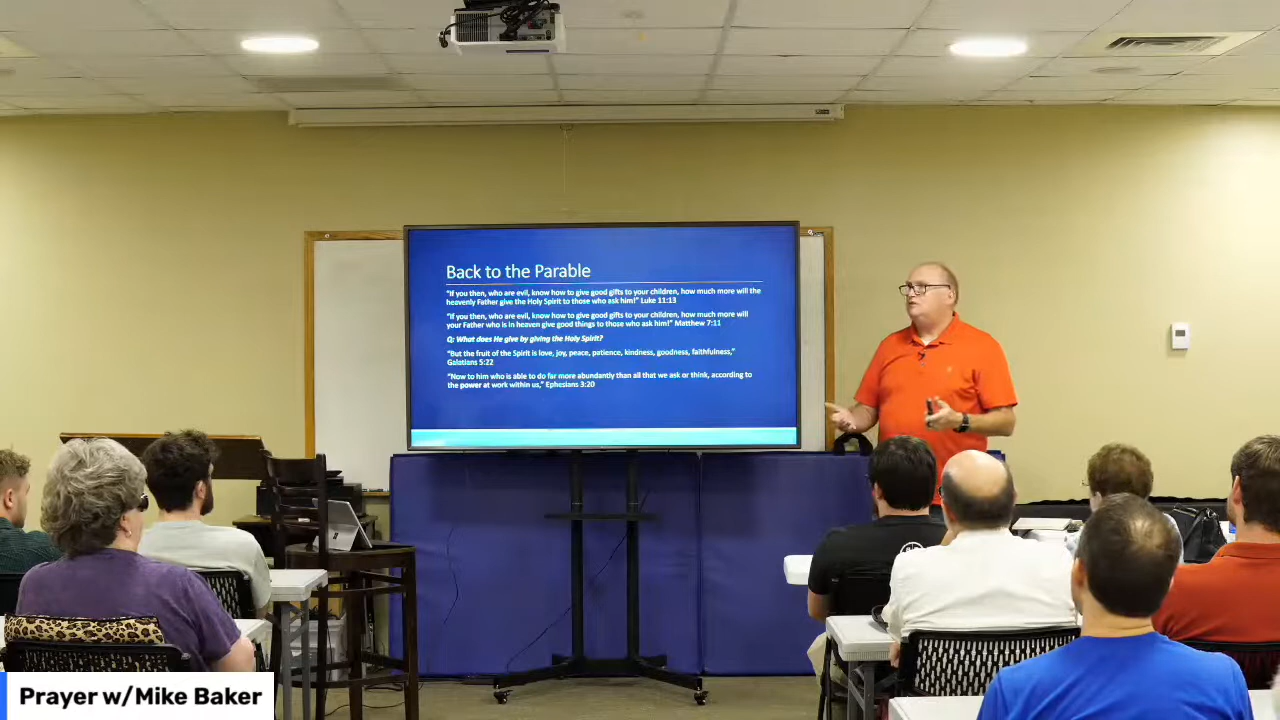 Back to the Parable
"If you then, who are evil, know how to give good gifts to your children, how much more will the
heavenly Father give the Holy Spirit to those who ask him!" Luke 11:13
"If you then, who are evil, know how to give good gifts to your children, how much more will
your Father who is in heaven give good things to those who ask him!" Matthew 7:11
Q: What does He give by giving the Holy Spirit?
"But the fruit of the Spirit is love, joy, peace, patience, kindness, goodness, faithfulness,"
Galatians 5:22
"Now to him who is able to do far more abundantly than all that we ask or think, according to
the power at work within us," Ephesians 3:20
Prayer w/Mike Baker